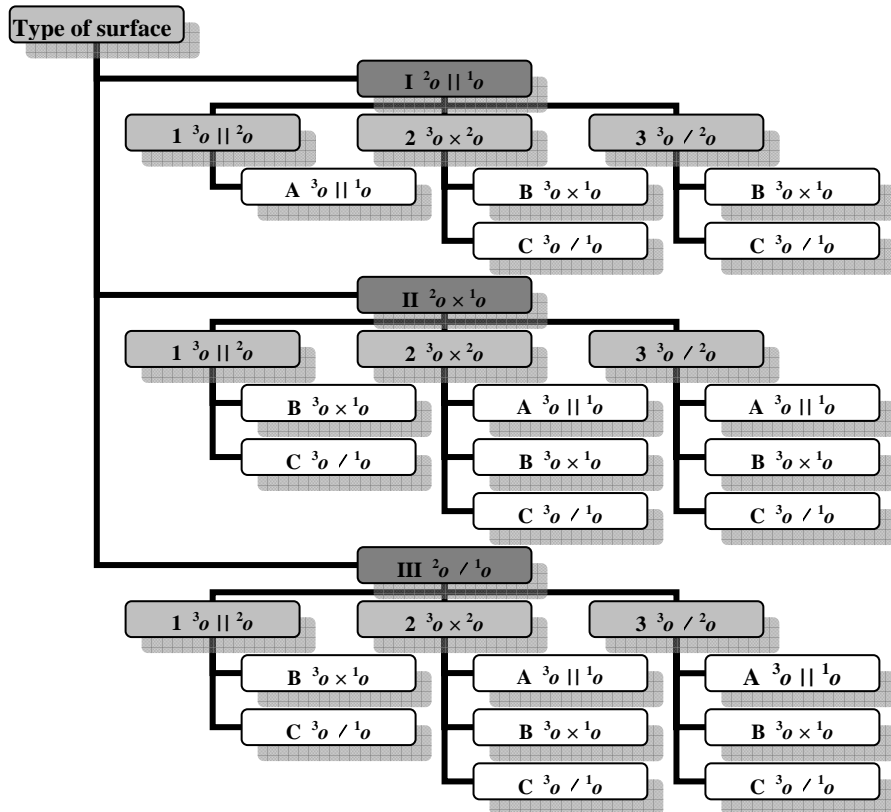 Type of surface
I ²o || ¹o
1 ³o || ²o
2 ³o × ²o
3 ³o / ²o
A ³o || ¹o
B ³o × ¹o
B ³o × ¹o
C ³o / ¹o
C ³o / ¹o
II ²o × ¹o
1 ³o || ²o
2 ³o × ²o
3 ³o / ²o
B ³o × ¹o
A ³o || ¹o
A ³o || ¹o
C ³o / ¹o
B ³o × ¹o
B ³o × ¹o
C ³o / ¹o
C ³o / ¹o
III ²o / ¹o
1 ³o || ²o
2 ³o × ²o
3 ³o / ²o
B ³o × ¹o
A ³o || ¹o
A ³o || ¹o
C ³o / ¹o
B ³o × ¹o
B ³o × ¹o
C ³o / ¹o
C ³o / ¹o